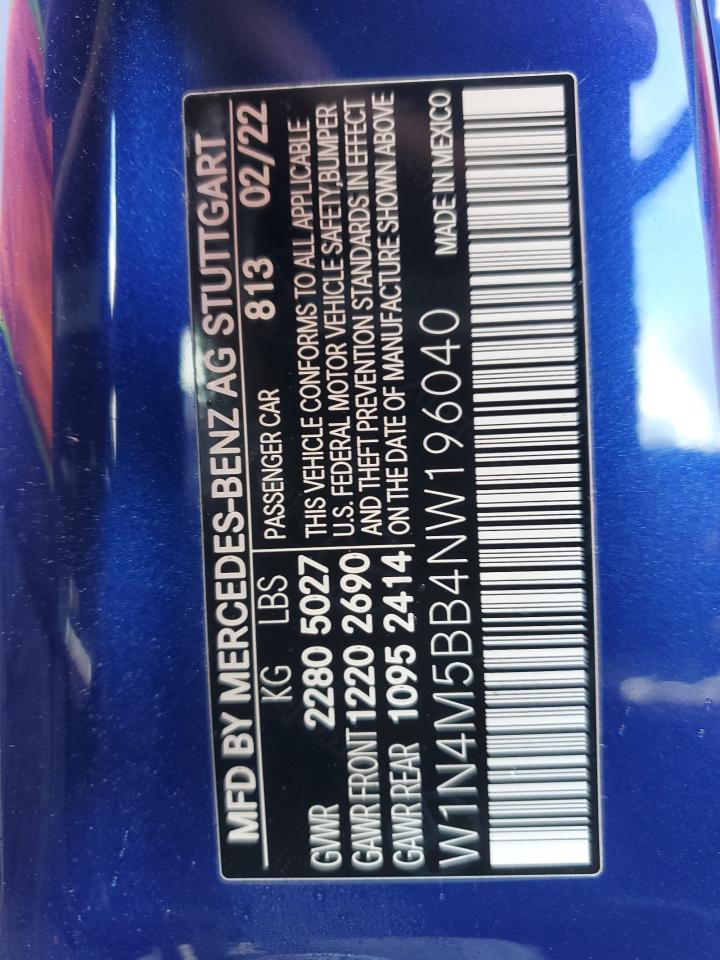 MFD BY MERCEDES-BENZ AG STUTTGART
KG LBS
PASSENGER CAR 813 02/22
GVWR 2280 5027
GAWR FRONT 1220 2690
GAWR REAR 1095 2414
THIS VEHICLE CONFORMS TO ALL APPLICABLE
U.S. FEDERAL MOTOR VEHICLE SAFETY,BUMPER
AND THEFT PREVENTION STANDARDS IN EFFECT
ON THE DATE OF MANUFACTURE SHOWN ABOVE
W1N4M5BB4NW196040 MADE IN MEXICO